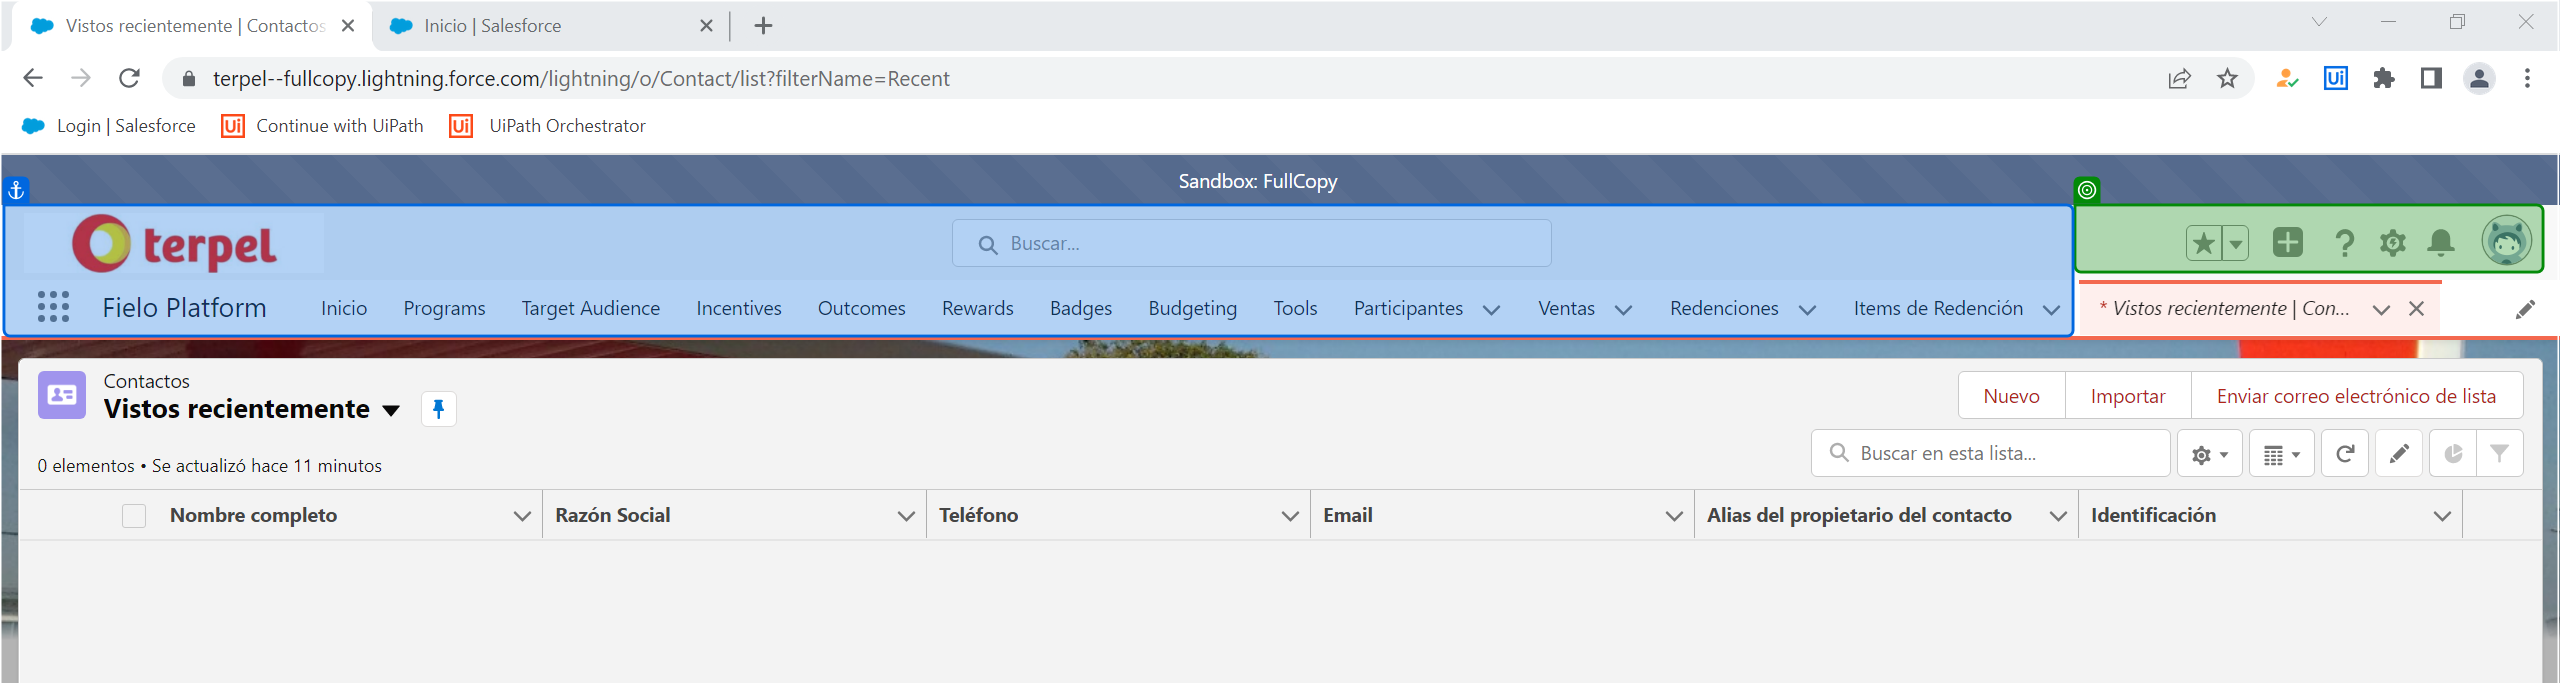 Vistos recientemente | Contactos
Inicio | Salesforce
terpel--fullcopy.lightning.force.com/lightning/o/Contact/list?filterName=Recent
Ui
Login | Salesforce
Ui Continue with UiPath
Ui UiPath Orchestrator
Sandbox: FullCopy
terpel
Buscar...
Fielo Platform
Inicio
Programs
Target Audience
Incentives
Outcomes
Rewards
Badges
Budgeting
Tools
Participantes
Ventas
Redenciones
Items de Redención
* Vistos recientemente | Con...
Contactos
Vistos recientemente
Nuevo
Importar
Enviar correo electrónico de lista
0 elementos • Se actualizó hace 11 minutos
Buscar en esta lista...
Nombre completo
Razón Social
Teléfono
Email
Alias del propietario del contacto
Identificación